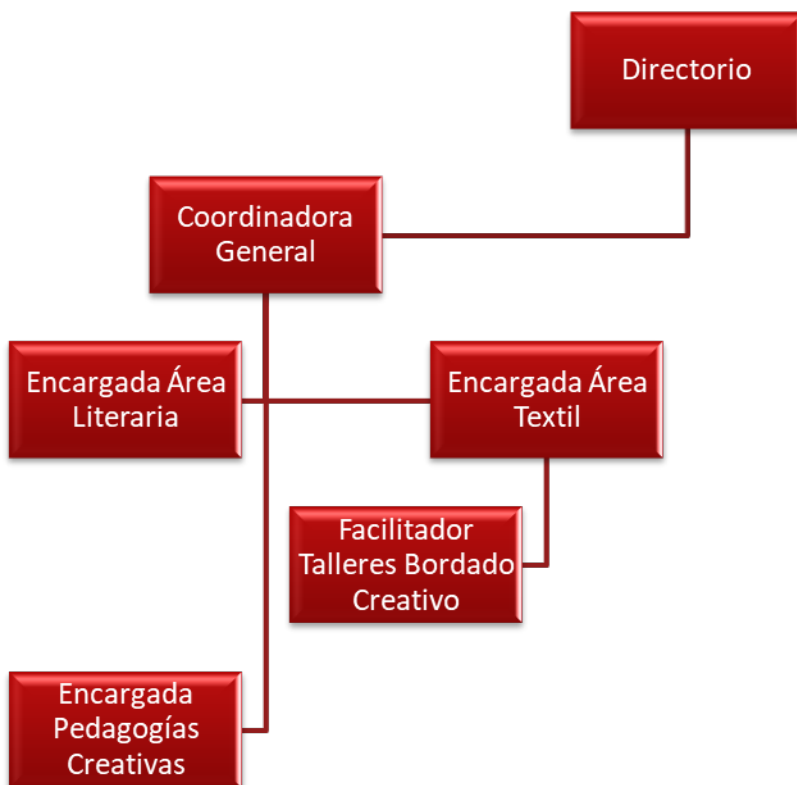 Directorio
Coordinadora
General
Encargada Área
Literaria
Encargada Área
Textil
Facilitador
Talleres Bordado
Creativo
Encargada
Pedagogías
Creativas